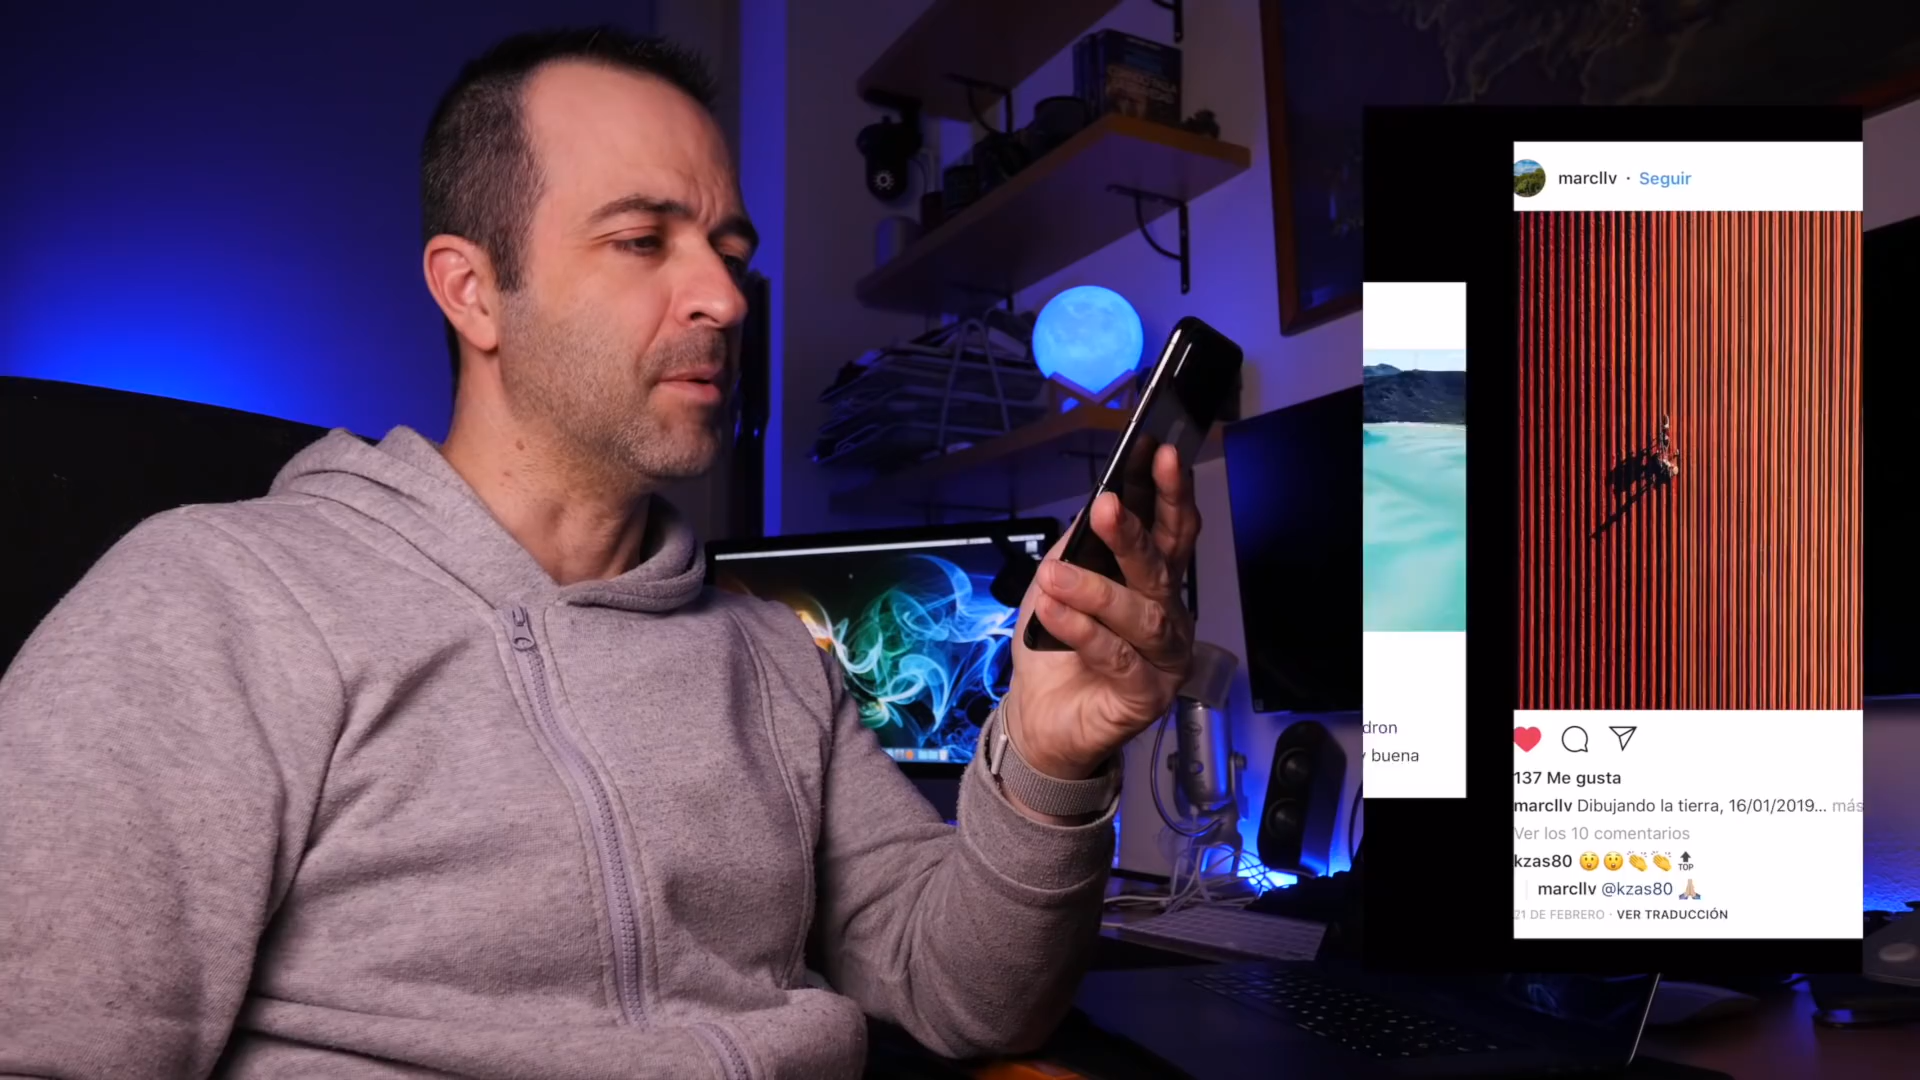 marcllv · Seguir
dron
buena
137 Me gusta
marcllv Dibujando la tierra, 16/01/2019... más
Ver los 10 comentarios
kzas80 😲😲👏👏🔝
marcllv @kzas80 🙏🏼
21 DE FEBRERO · VER TRADUCCIÓN